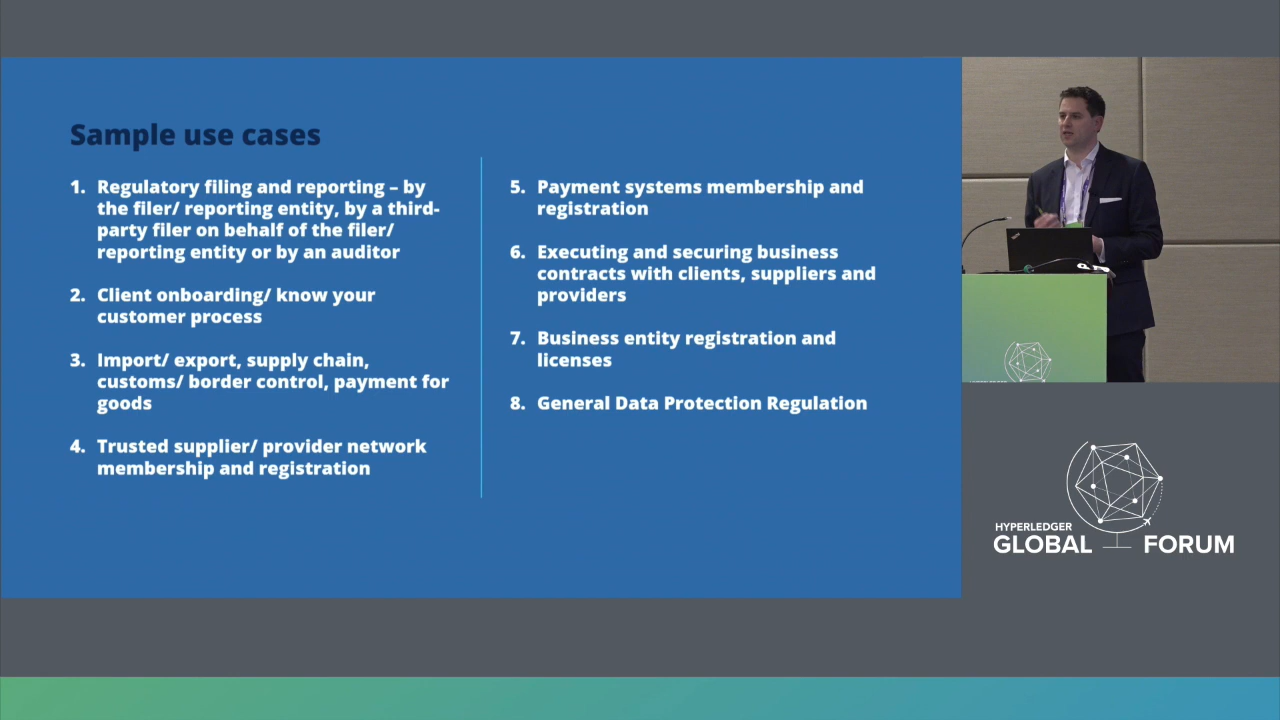 Sample use cases
1. Regulatory filing and reporting – by
the filer/ reporting entity, by a third-
party filer on behalf of the filer/
reporting entity or by an auditor
2. Client onboarding/ know your
customer process
3. Import/ export, supply chain,
customs/ border control, payment for
goods
4. Trusted supplier/ provider network
membership and registration
5. Payment systems membership and
registration
6. Executing and securing business
contracts with clients, suppliers and
providers
7. Business entity registration and
licenses
8. General Data Protection Regulation
HYPERLEDGER
GLOBAL FORUM